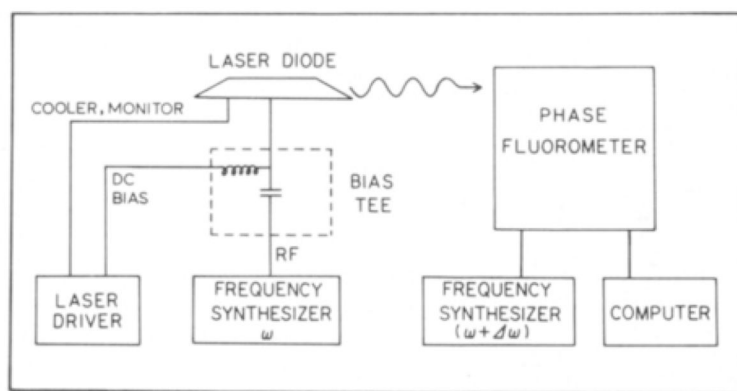 LASER DIODE
COOLER, MONITOR
PHASE
FLUOROMETER
DC
BIAS
BIAS
TEE
RF
LASER
DRIVER
FREQUENCY
SYNTHESIZER
ω
FREQUENCY
SYNTHESIZER
(ω+Δω)
COMPUTER